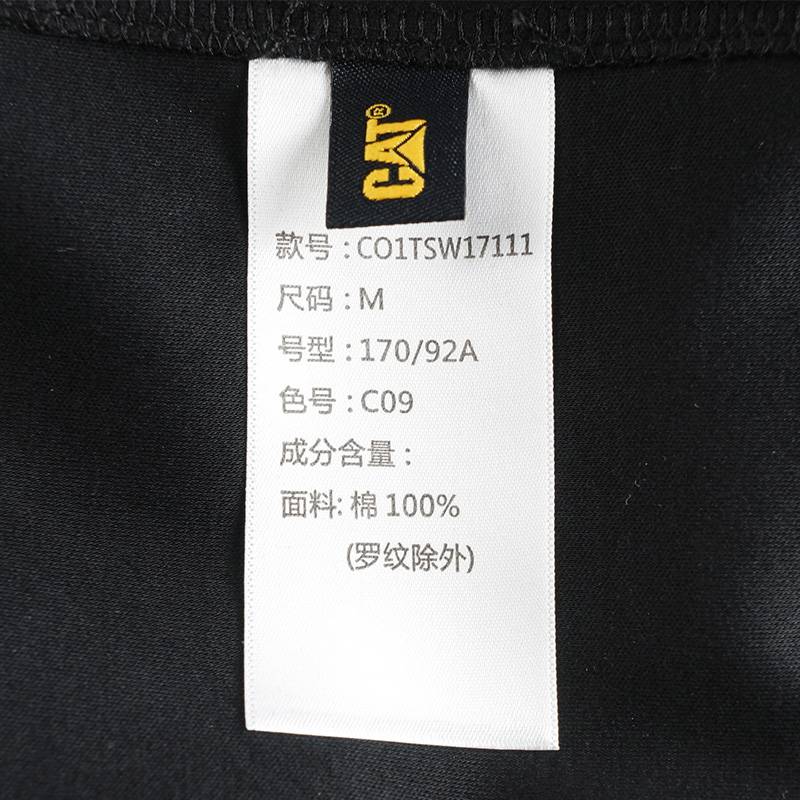 CAT®
款号：CO1TSW17111
尺码：M
号型：170/92A
色号：C09
成分含量：
面料: 棉 100%
(罗纹除外)